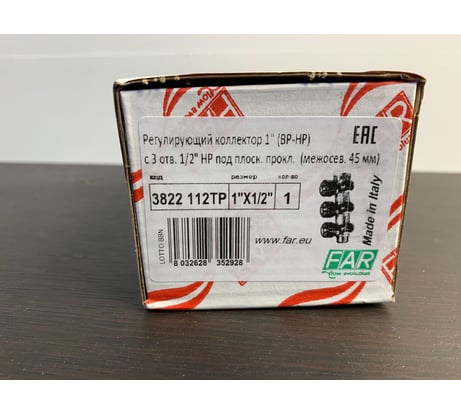 Регулирующий коллектор 1" (ВР-НР)
с 3 отв. 1/2" НР под плоск. прокл. (межосев. 45 мм)
EAC
код размер кол-во
3822 112TP 1"X1/2" 1
LOTTO BBN
8 032628 352928
www.far.eu
Made in Italy
FAR
flow evolution